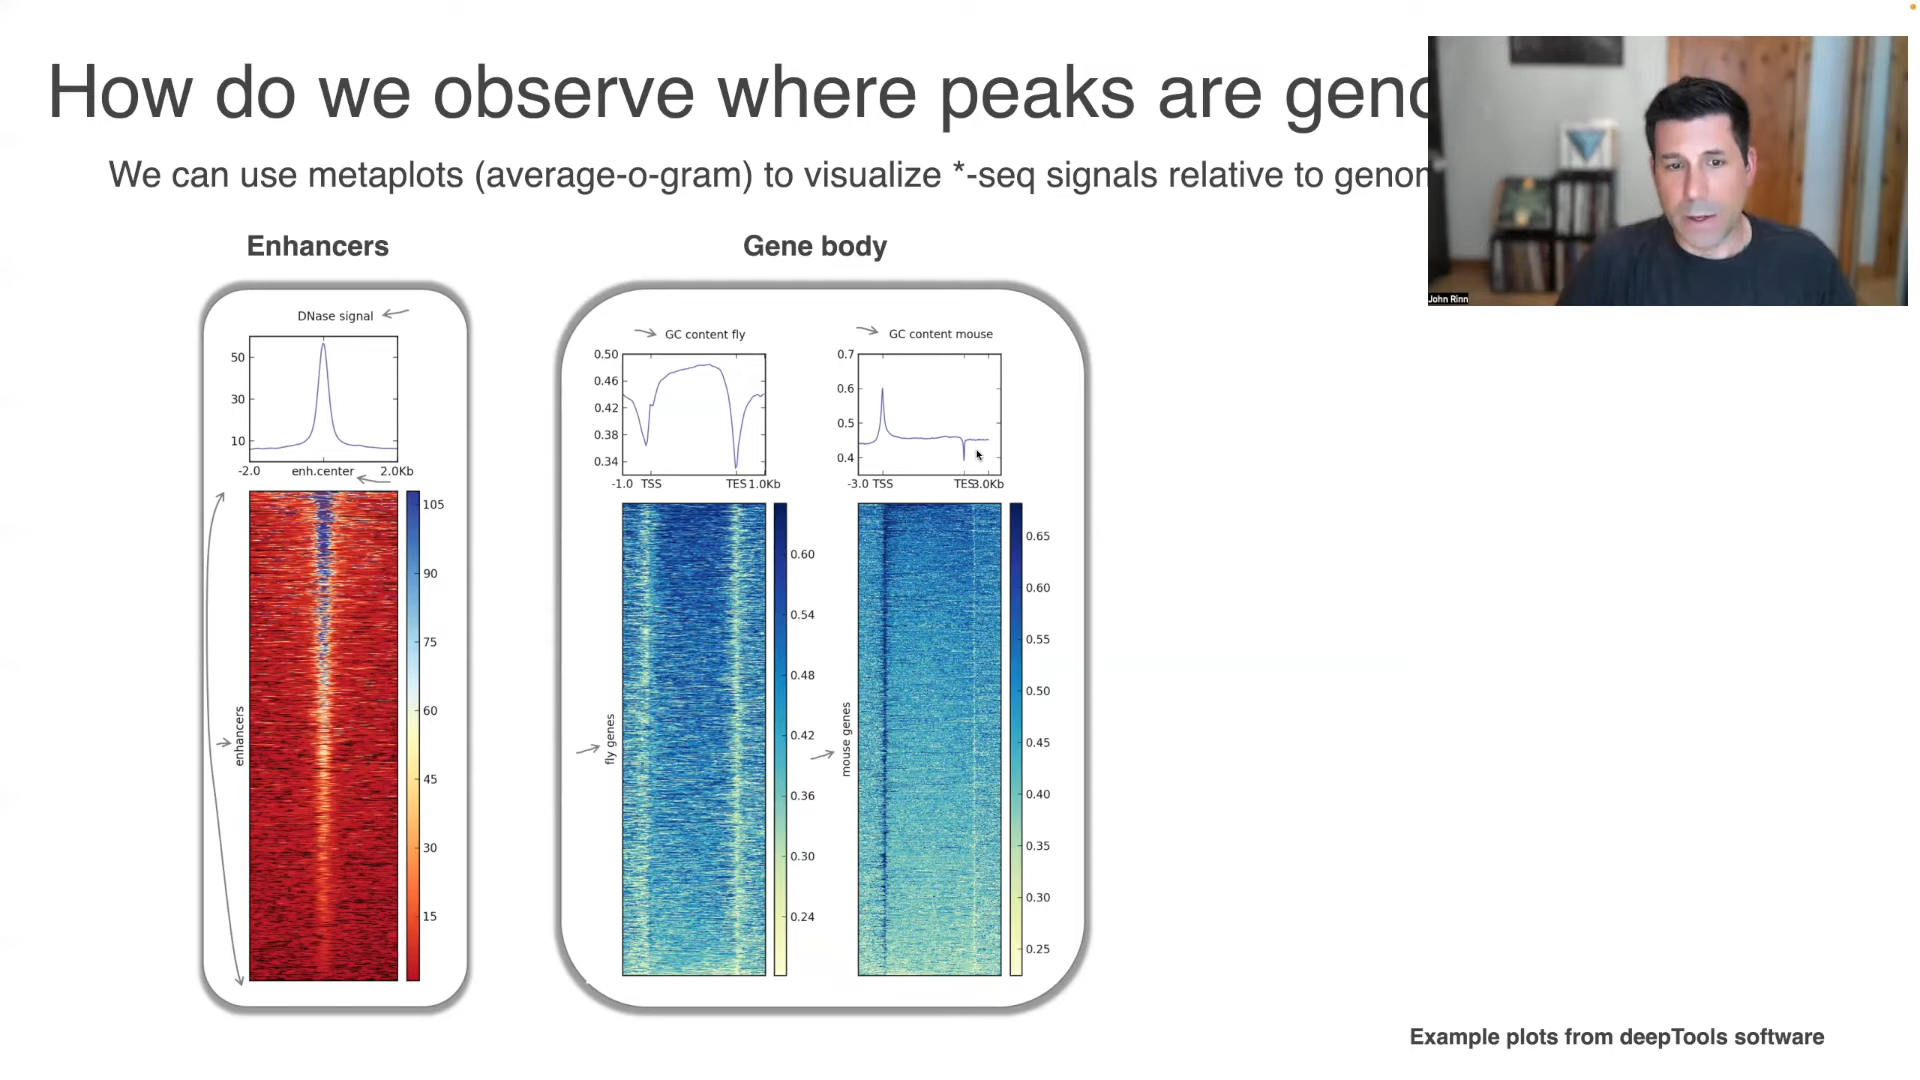 How do we observe where peaks are geno
We can use metaplots (average-o-gram) to visualize *-seq signals relative to genom
John Rinn
Enhancers
Gene body
DNase signal
50
30
10
-2.0 enh.center 2.0Kb
105
90
75
60
45
30
15
enhancers
GC content fly
0.50
0.46
0.42
0.38
0.34
-1.0 TSS TES 1.0Kb
0.60
0.54
0.48
0.42
0.36
0.30
0.24
fly genes
GC content mouse
0.7
0.6
0.5
0.4
-3.0 TSS TES 3.0Kb
0.65
0.60
0.55
0.50
0.45
0.40
0.35
0.30
0.25
mouse genes
Example plots from deepTools software